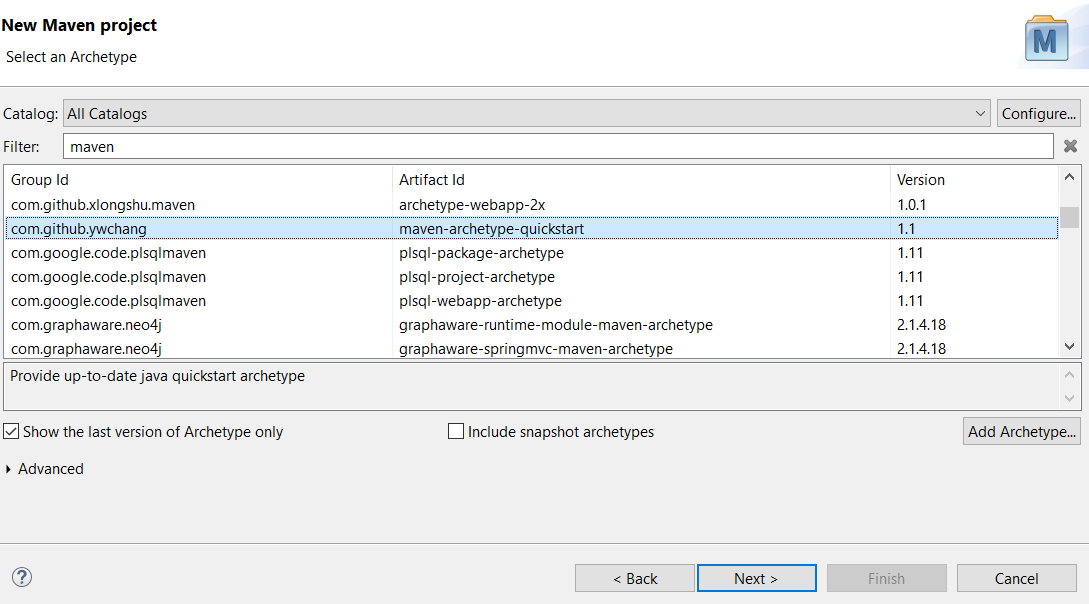 New Maven project
Select an Archetype
M
Catalog: All Catalogs Configure...
Filter: maven
Group Id Artifact Id Version
com.github.xlongshu.maven archetype-webapp-2x 1.0.1
com.github.ywchang maven-archetype-quickstart 1.1
com.google.code.plsqlmaven plsql-package-archetype 1.11
com.google.code.plsqlmaven plsql-project-archetype 1.11
com.google.code.plsqlmaven plsql-webapp-archetype 1.11
com.graphaware.neo4j graphaware-runtime-module-maven-archetype 2.1.4.18
com.graphaware.neo4j graphaware-springmvc-maven-archetype 2.1.4.18
Provide up-to-date java quickstart archetype
Show the last version of Archetype only Include snapshot archetypes Add Archetype...
Advanced
? < Back Next > Finish Cancel